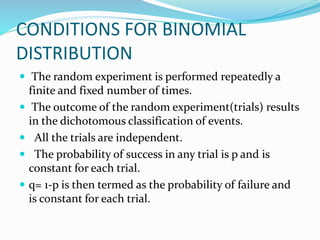 CONDITIONS FOR BINOMIAL
DISTRIBUTION
The random experiment is performed repeatedly a
finite and fixed number of times.
The outcome of the random experiment(trials) results
in the dichotomous classification of events.
All the trials are independent.
The probability of success in any trial is p and is
constant for each trial.
q= 1-p is then termed as the probability of failure and
is constant for each trial.